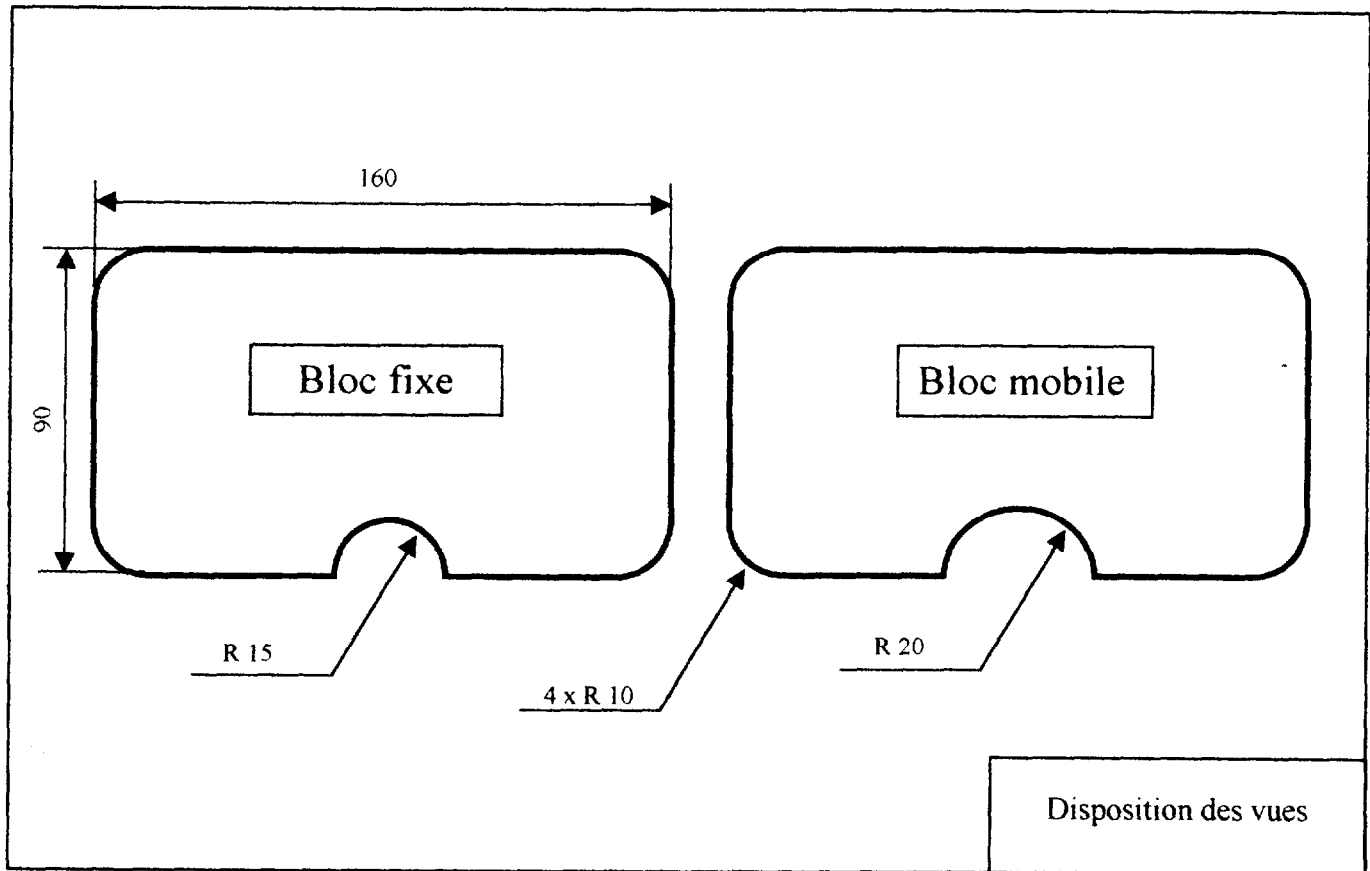 160
90
Bloc fixe
Bloc mobile
R 15
R 20
4 x R 10
Disposition des vues